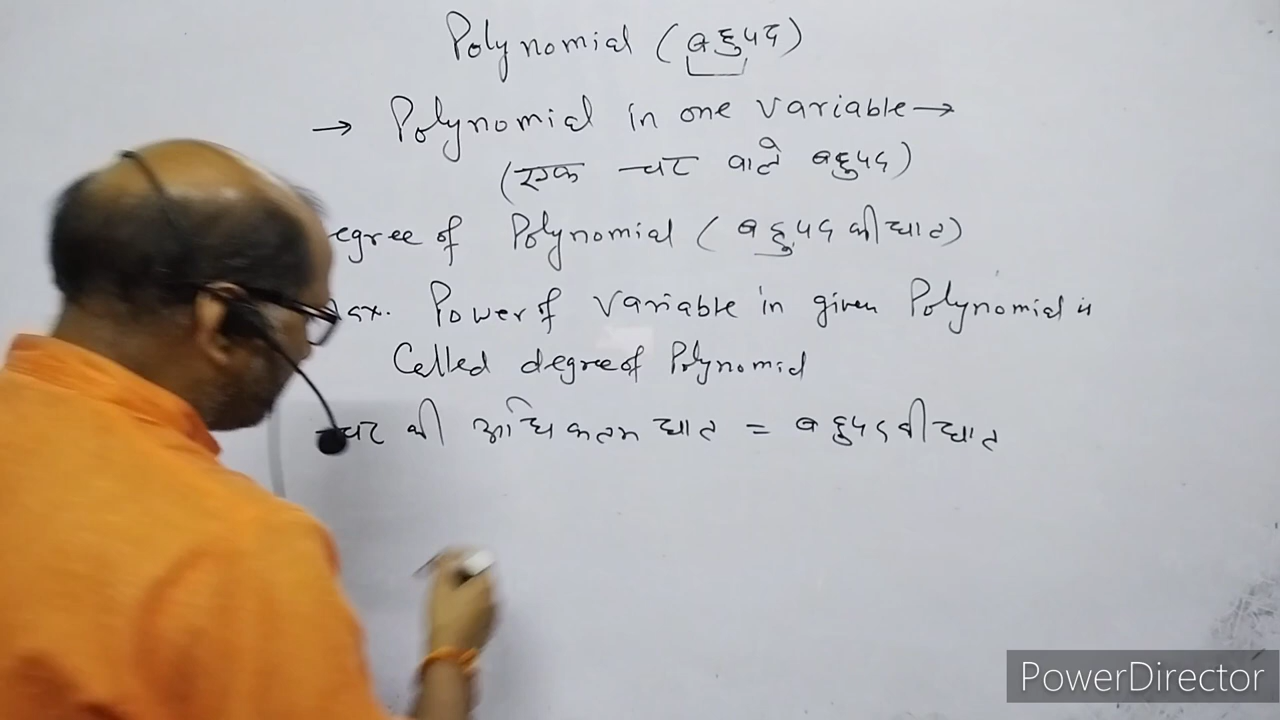 Polynomial (बहुपद)
→ Polynomial in one variable →
(एक चर वाले बहुपद)
egree of Polynomial (बहुपद की घात)
ax. Power of variable in given Polynomial is
Called degree of Polynomial
चर की अधिकतम घात = बहुपद की घात
PowerDirector